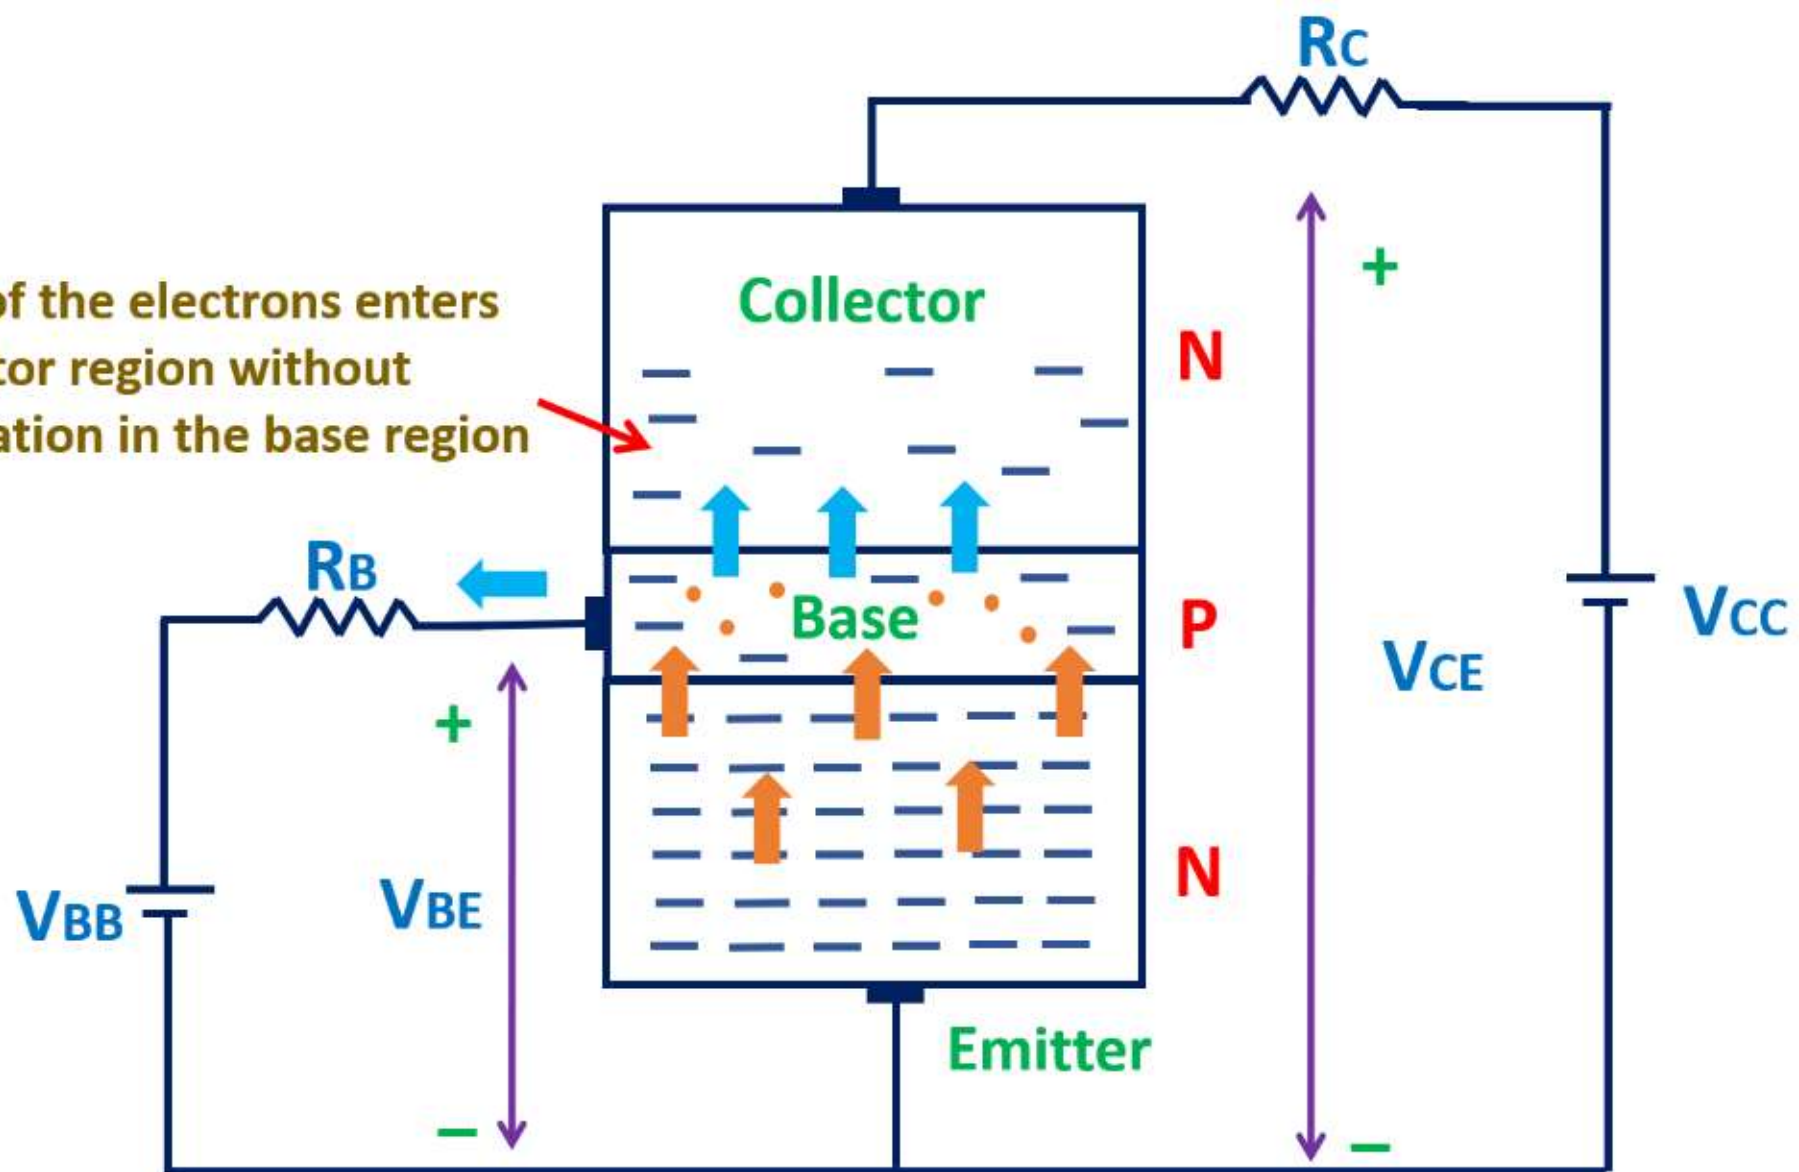 RC
of the electrons enters
tor region without
ation in the base region
Collector
N
+
RB
Base
P
VCC
VCE
+
VBB
VBE
N
Emitter
–
–